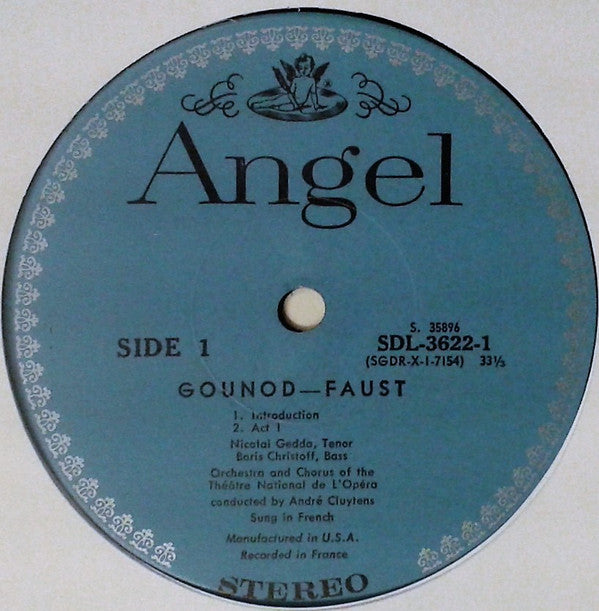 Angel
S. 35896
SIDE 1 SDL-3622-1
(SGDR-X-1-7154) 33⅓
GOUNOD—FAUST
1. Introduction
2. Act 1
Nicolai Gedda, Tenor
Boris Christoff, Bass
Orchestra and Chorus of the
Théâtre National de L'Opéra
conducted by André Cluytens
Sung in French
Manufactured in U.S.A.
Recorded in France
STEREO